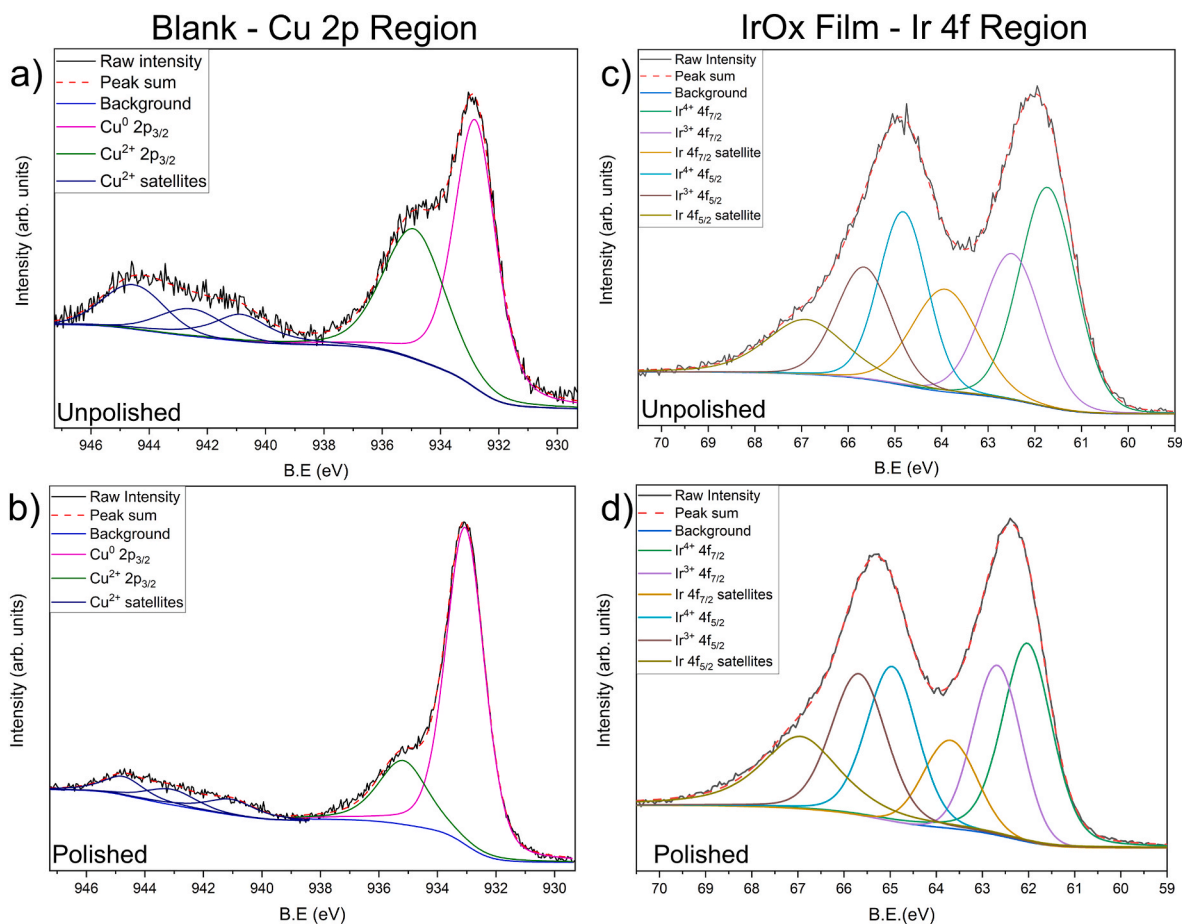 Blank - Cu 2p Region
IrOx Film - Ir 4f Region
a)
Raw intensity
Peak sum
Background
Cu⁰ 2p₃/₂
Cu²⁺ 2p₃/₂
Cu²⁺ satellites
Intensity (arb. units)
Unpolished
946 944 942 940 938 936 935 933 931 930
B.E (eV)
c)
Raw Intensity
Peak sum
Background
Ir⁴⁺ 4f₇/₂
Ir³⁺ 4f₇/₂
Ir 4f₇/₂ satellite
Ir⁴⁺ 4f₅/₂
Ir³⁺ 4f₅/₂
Ir 4f₅/₂ satellite
Intensity (arb. units)
Unpolished
70 69 68 67 66 65 64 63 62 61 60 59
B.E (eV)
b)
Raw Intensity
Peak sum
Background
Cu⁰ 2p₃/₂
Cu²⁺ 2p₃/₂
Cu²⁺ satellites
Intensity (arb. units)
Polished
946 944 942 940 938 936 935 933 931 930
B.E (eV)
d)
Raw Intensity
Peak sum
Background
Ir⁴⁺ 4f₇/₂
Ir³⁺ 4f₇/₂
Ir 4f₇/₂ satellites
Ir⁴⁺ 4f₅/₂
Ir³⁺ 4f₅/₂
Ir 4f₅/₂ satellites
Intensity (arb. units)
Polished
70 69 67 66 65 64 62 61 60 59
B.E. (eV)